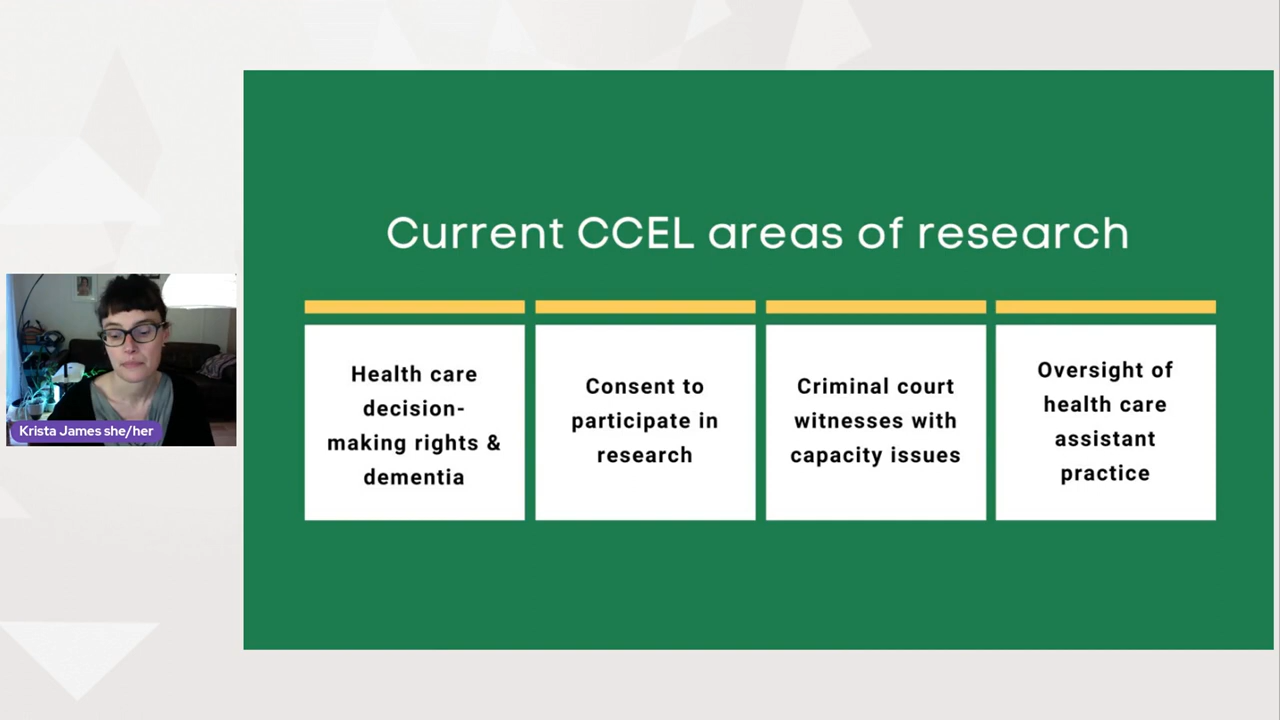 Current CCEL areas of research
Health care
decision-
making rights &
dementia
Consent to
participate in
research
Criminal court
witnesses with
capacity issues
Oversight of
health care
assistant
practice
Krista James she/her